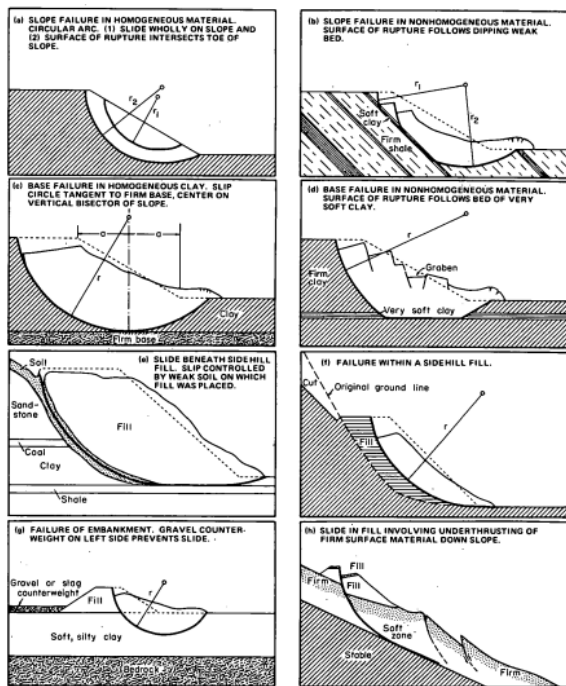 (a) SLOPE FAILURE IN HOMOGENEOUS MATERIAL.
CIRCULAR ARC. (1) SLIDE WHOLLY ON SLOPE AND
(2) SURFACE OF RUPTURE INTERSECTS TOE OF
SLOPE.
r2
r1
(b) SLOPE FAILURE IN NONHOMOGENEOUS MATERIAL.
SURFACE OF RUPTURE FOLLOWS DIPPING WEAK
BED.
r1
r2
Soft
clay
Firm
shale
(c) BASE FAILURE IN HOMOGENEOUS CLAY. SLIP
CIRCLE TANGENT TO FIRM BASE, CENTER ON
VERTICAL BISECTOR OF SLOPE.
a
a
r
Clay
Firm base
(d) BASE FAILURE IN NONHOMOGENEOUS MATERIAL.
SURFACE OF RUPTURE FOLLOWS BED OF VERY
SOFT CLAY.
r
Graben
Firm
clay
Very soft clay
(e) SLIDE BENEATH SIDEHILL
FILL. SLIP CONTROLLED
BY WEAK SOIL ON WHICH
FILL WAS PLACED.
Soil
Sand-
stone
Fill
Coal
Clay
Shale
(f) FAILURE WITHIN A SIDEHILL FILL.
Cut
Original ground line
r
Fill
(g) FAILURE OF EMBANKMENT. GRAVEL COUNTER-
WEIGHT ON LEFT SIDE PREVENTS SLIDE.
Gravel or slag
counterweight
Fill
r
Soft, silty clay
Bedrock
(h) SLIDE IN FILL INVOLVING UNDERTHRUSTING OF
FIRM SURFACE MATERIAL DOWN SLOPE.
Fill
Firm
Fill
Soft
zone
Stable
Firm